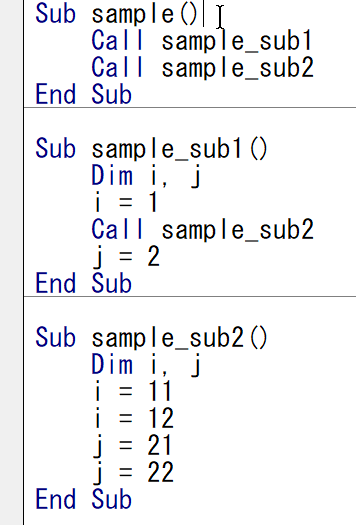 Sub sample()
Call sample_sub1
Call sample_sub2
End Sub
Sub sample_sub1()
Dim i, j
i = 1
Call sample_sub2
j = 2
End Sub
Sub sample_sub2()
Dim i, j
i = 11
i = 12
j = 21
j = 22
End Sub